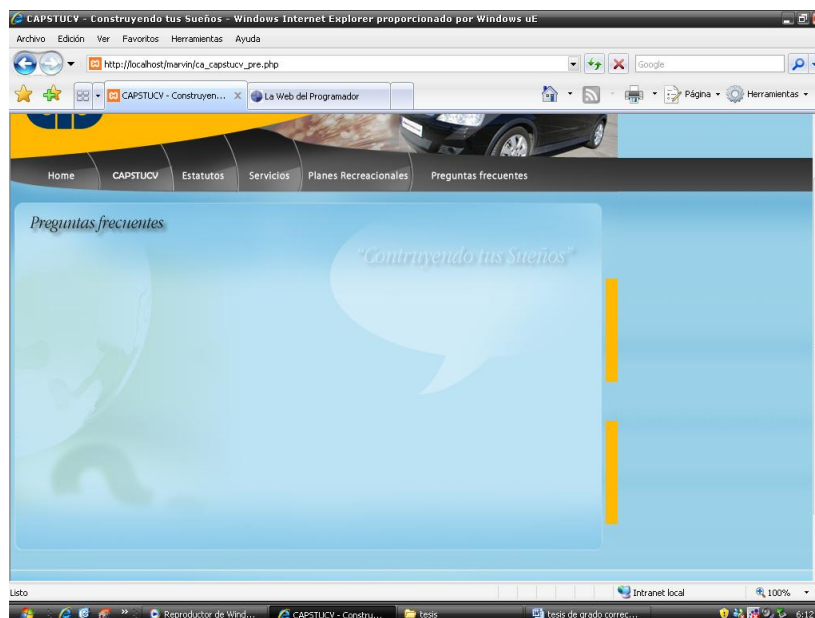 CAPSTUCV - Construyendo tus Sueños - Windows Internet Explorer proporcionado por Windows uE
Archivo Edición Ver Favoritos Herramientas Ayuda
http://localhost/marvin/ca_capstucv_pre.php
Google
CAPSTUCV - Construyen...
La Web del Programador
Página
Herramientas
Home CAPSTUCV Estatutos Servicios Planes Recreacionales Preguntas frecuentes
Preguntas frecuentes
"Contruyendo tus Sueños"
Listo
Intranet local
100%
Reproductor de Wind...
CAPSTUCV - Constru...
tesis
tesis de grado correc...
6:12